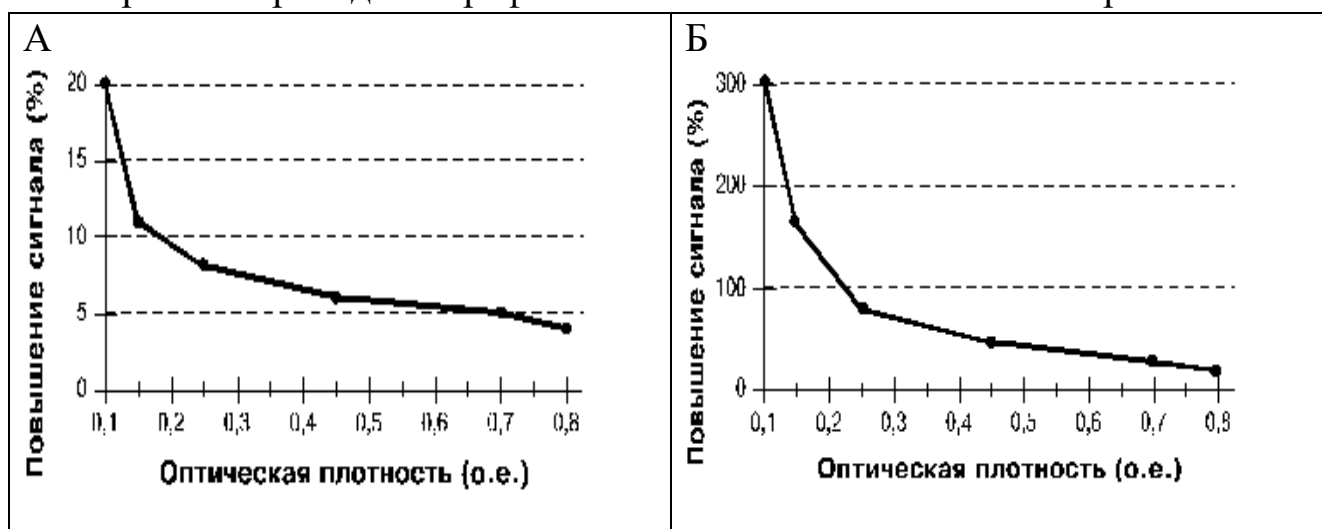 А
Повышение сигнала (%)
20
15
10
5
0
0,1 0,2 0,3 0,4 0,5 0,6 0,7 0,8
Оптическая плотность (о.е.)
Б
Повышение сигнала (%)
300
200
100
0
0,1 0,2 0,3 0,4 0,5 0,6 0,7 0,8
Оптическая плотность (о.е.)